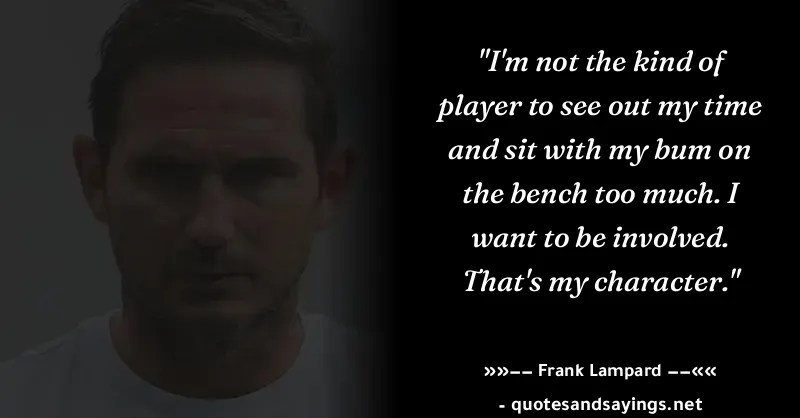 "I'm not the kind of
player to see out my time
and sit with my bum on
the bench too much. I
want to be involved.
That's my character."
»»−− Frank Lampard −−««
- quotesandsayings.net